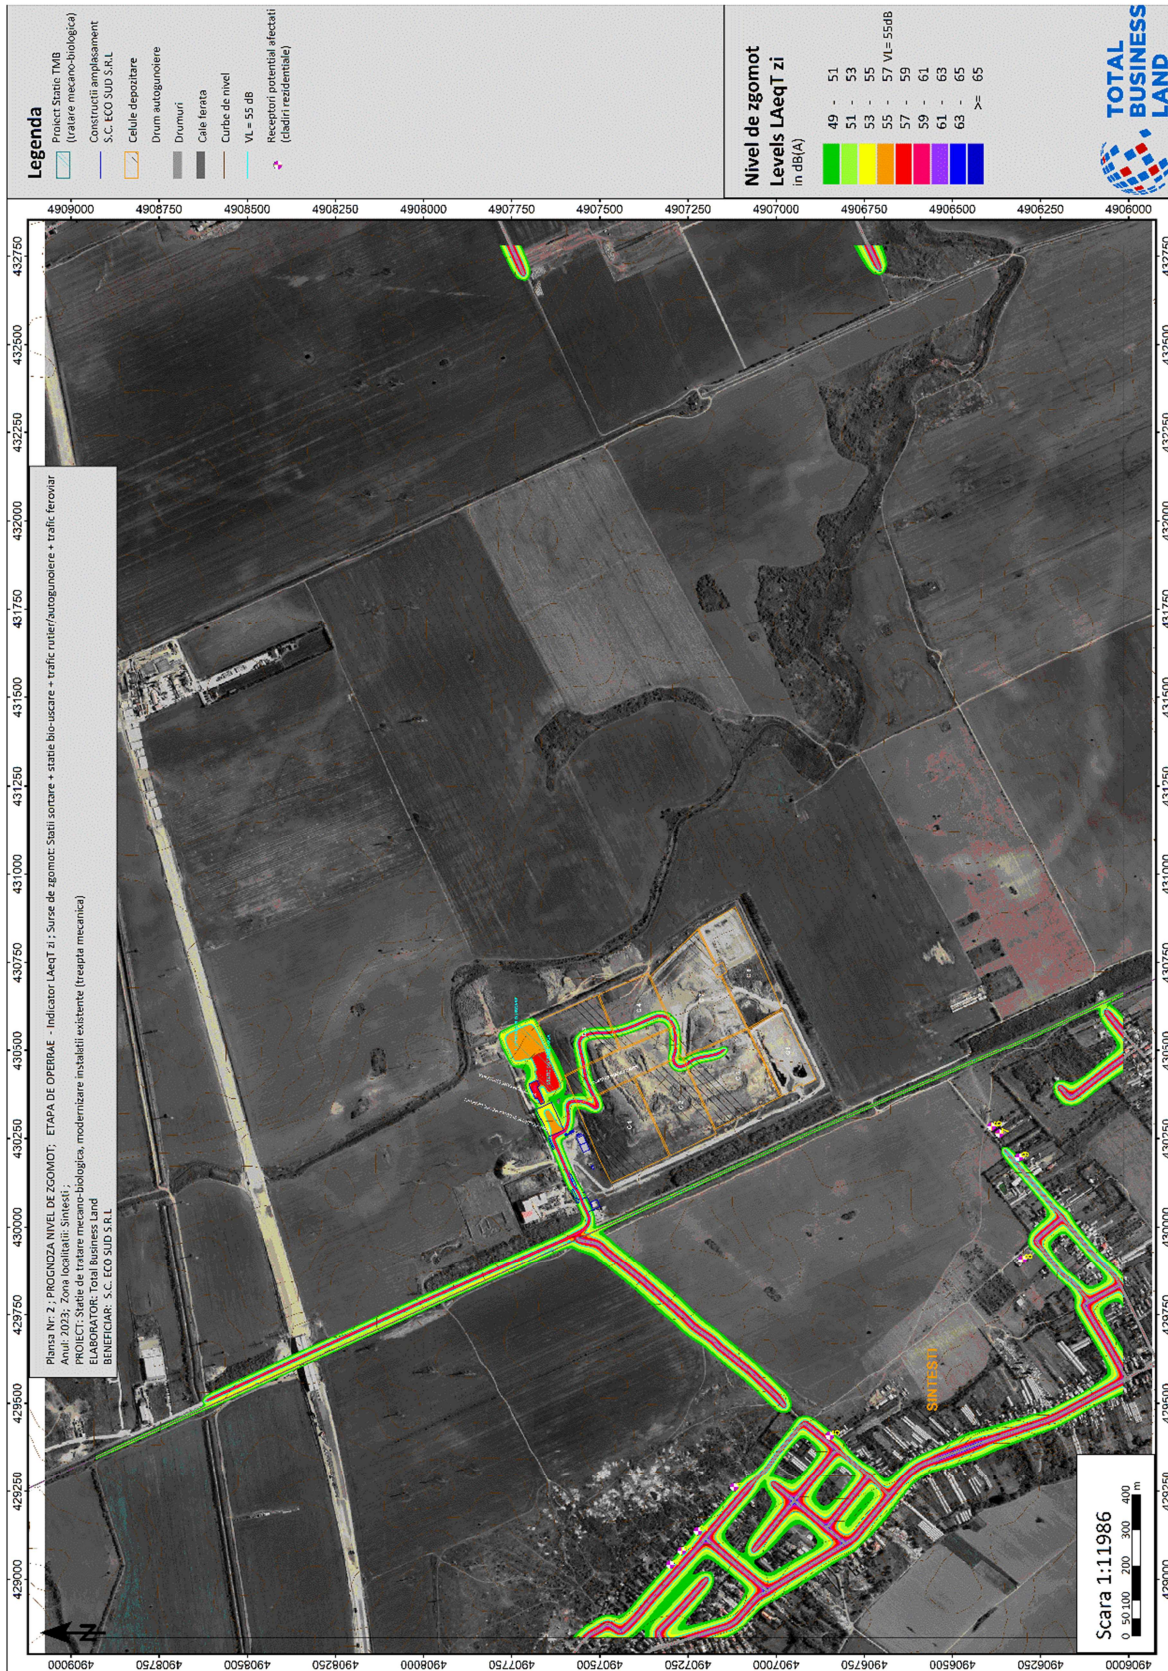 Plansa Nr: 2 ; PROGNOZA NIVEL DE ZGOMOT; ETAPA DE OPERRAE - Indicator LAeqT zi ; Surse de zgomot: Statii sortare + statie bio-uscare + trafic rutier/autogunoiere + trafic feroviar
Anul: 2023; Zona localitatii: Sintesti ;
PROIECT: Statie de tratare mecano-biologica, modernizare instalatii existente (treapta mecanica)
ELABORATOR: Total Business Land
BENEFICIAR: S.C. ECO SUD S.R.L
Legenda
Proiect Statie TMB
(tratare mecano-biologica)
Constructii amplasament
S.C. ECO SUD S.R.L
Celule depozitare
Drum autogunoiere
Drumuri
Cale ferata
Curbe de nivel
VL = 55 dB
Receptori potential afectati
(cladiri rezidentiale)
Nivel de zgomot
Levels LAeqT zi
in dB(A)
49 - 51
51 - 53
53 - 55
55 - 57 VL= 55dB
57 - 59
59 - 61
61 - 63
63 - 65
>= 65
TOTAL
BUSINESS
LAND
429000 429250 429500 429750 430000 430250 430500 430750 431000 431250 431500 431750 432000 432250 432500 432750
4909000
4908750
4908500
4908250
4908000
4907750
4907500
4907250
4907000
4906750
4906500
4906250
4906000
SINTESTI
N
Scara 1:11986
0 50 100 200 300 400
m